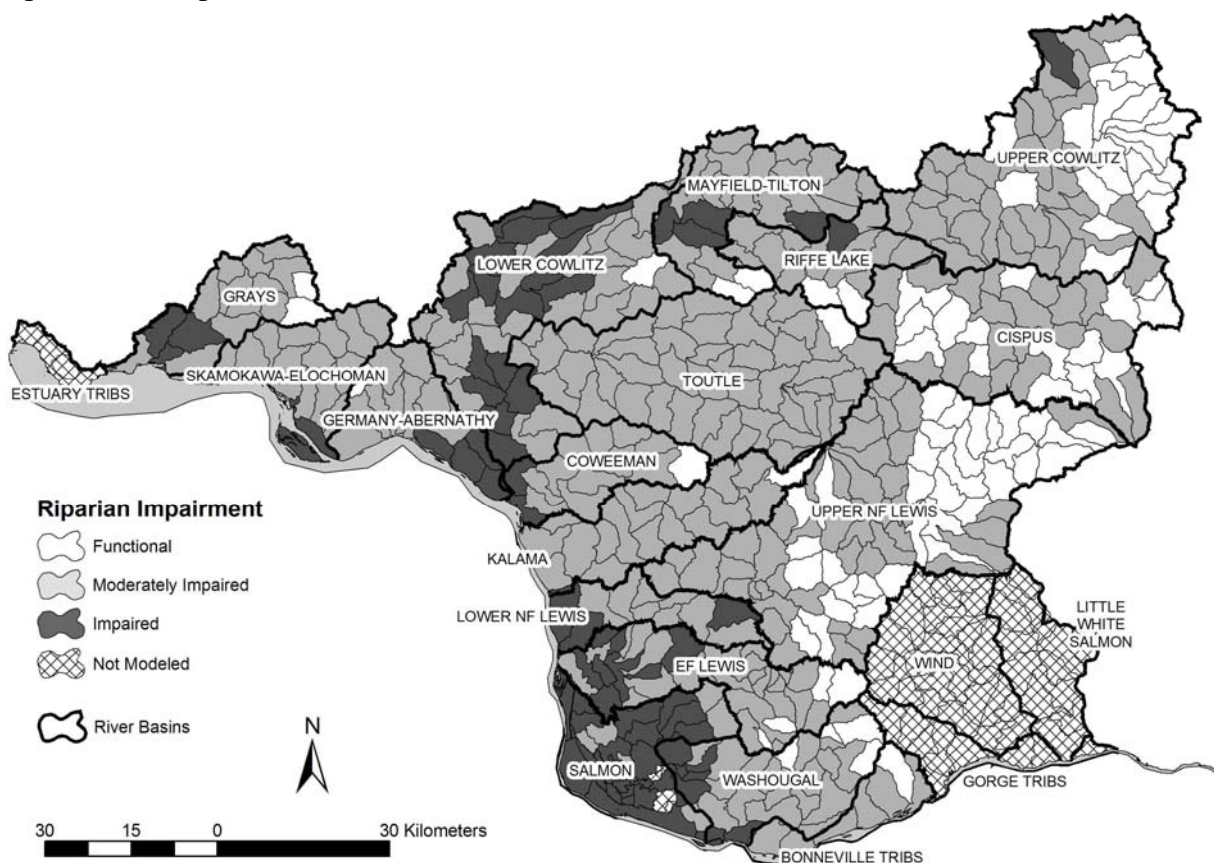 UPPER COWLITZ
MAYFIELD-TILTON
LOWER COWLITZ
RIFFE LAKE
GRAYS
CISPUS
ESTUARY TRIBS
SKAMOKAWA-ELOCHOMAN
TOUTLE
GERMANY-ABERNATHY
COWEEMAN
UPPER NF LEWIS
KALAMA
LOWER NF LEWIS
LITTLE
WHITE
SALMON
EF LEWIS
WIND
SALMON
WASHOUGAL
GORGE TRIBS
BONNEVILLE TRIBS
Riparian Impairment
Functional
Moderately Impaired
Impaired
Not Modeled
River Basins
N
30 15 0 30 Kilometers